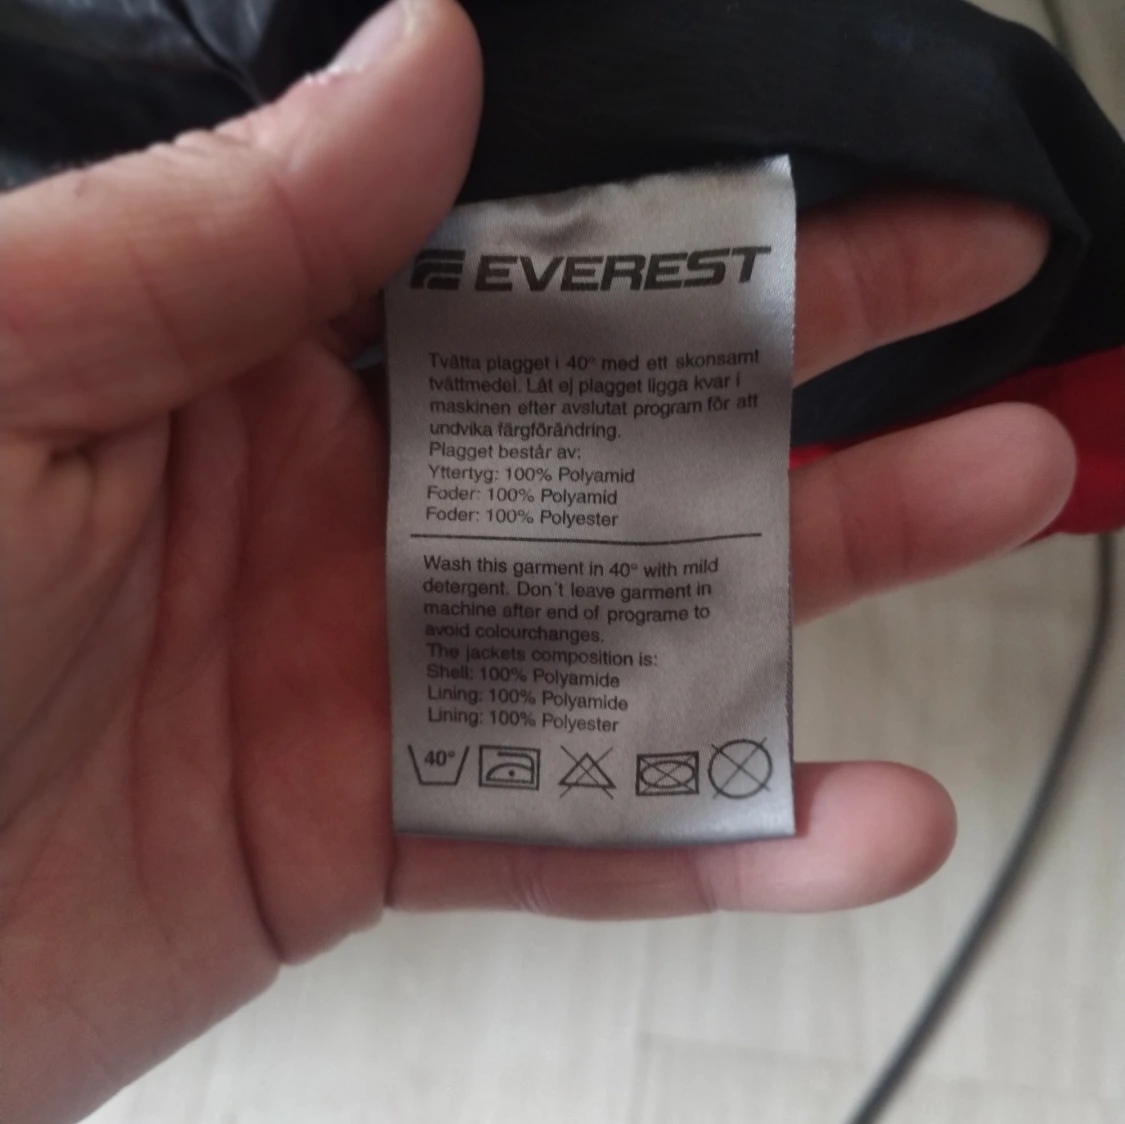 EVEREST
Tvätta plagget i 40° med ett skonsamt
tvättmedel. Låt ej plagget ligga kvar i
maskinen efter avslutat program för att
undvika färgförändring.
Plagget består av:
Yttertyg: 100% Polyamid
Foder: 100% Polyamid
Foder: 100% Polyester
Wash this garment in 40° with mild
detergent. Don´t leave garment in
machine after end of programe to
avoid colourchanges.
The jackets composition is:
Shell: 100% Polyamide
Lining: 100% Polyamide
Lining: 100% Polyester
40°